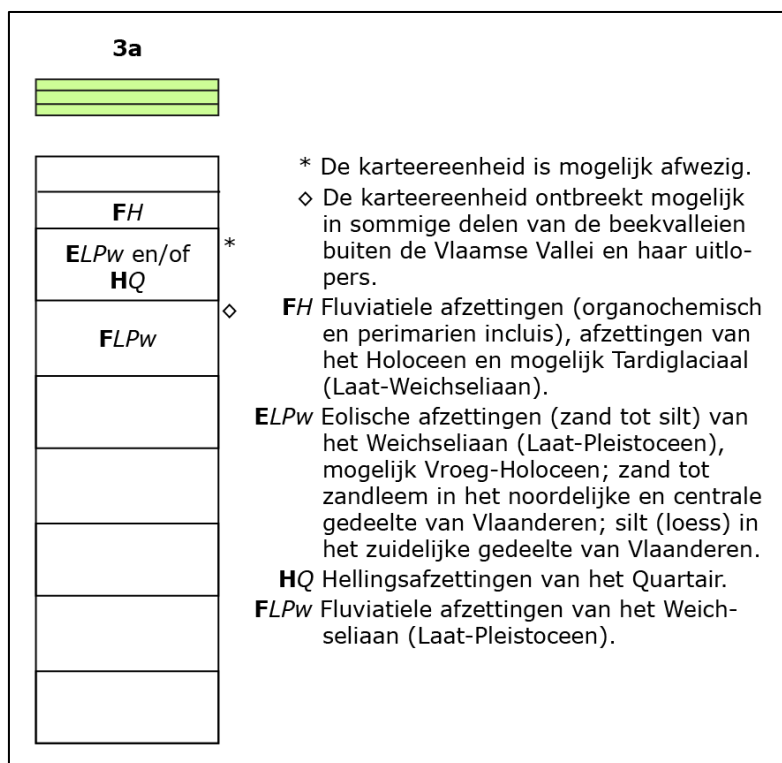 3a
FH
ELPw en/of
HQ
*
◇
FLPw
* De karteereenheid is mogelijk afwezig.
◇ De karteereenheid ontbreekt mogelijk
in sommige delen van de beekvalleien
buiten de Vlaamse Vallei en haar uitlo-
pers.
FH Fluviatiele afzettingen (organochemisch
en perimarien incluis), afzettingen van
het Holoceen en mogelijk Tardiglaciaal
(Laat-Weichseliaan).
ELPw Eolische afzettingen (zand tot silt) van
het Weichseliaan (Laat-Pleistoceen),
mogelijk Vroeg-Holoceen; zand tot
zandleem in het noordelijke en centrale
gedeelte van Vlaanderen; silt (loess) in
het zuidelijke gedeelte van Vlaanderen.
HQ Hellingsafzettingen van het Quartair.
FLPw Fluviatiele afzettingen van het Weich-
seliaan (Laat-Pleistoceen).